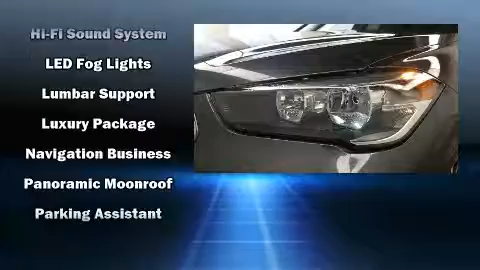 Hi-Fi Sound System
LED Fog Lights
Lumbar Support
Luxury Package
Navigation Business
Panoramic Moonroof
Parking Assistant